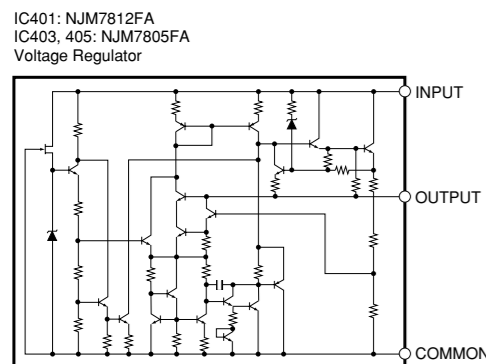 IC401: NJM7812FA
IC403, 405: NJM7805FA
Voltage Regulator
INPUT
OUTPUT
COMMON